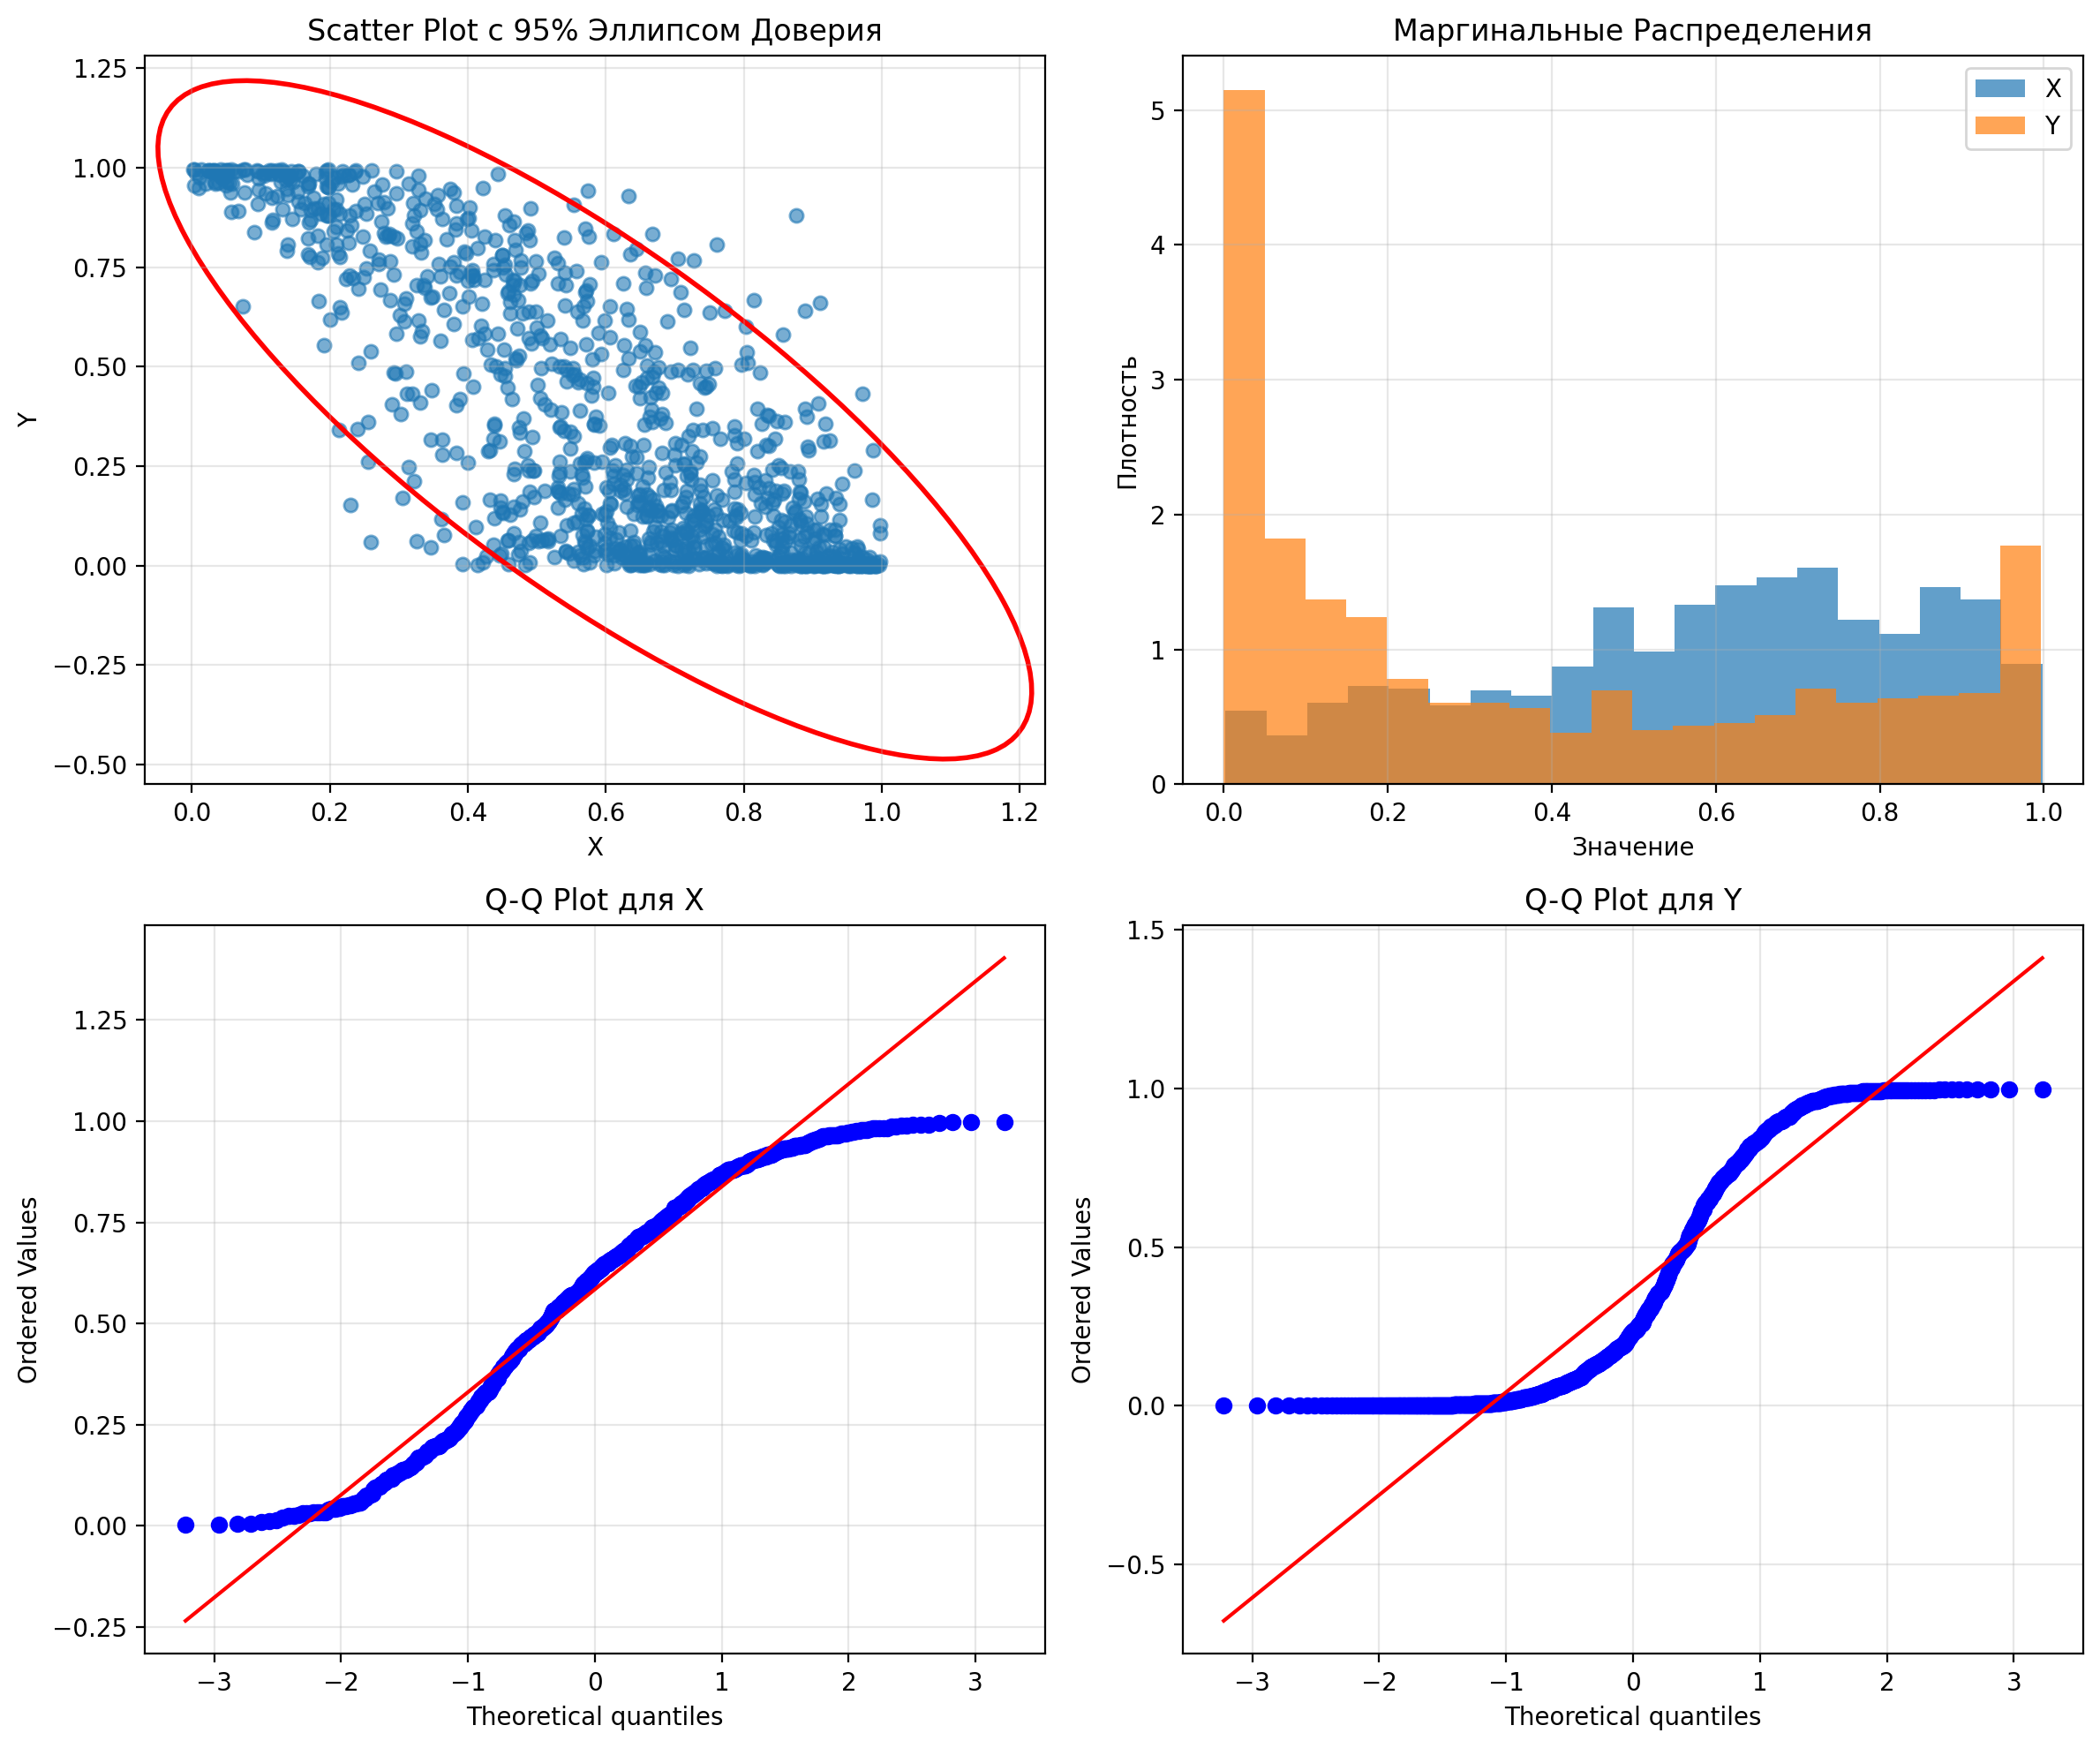 Scatter Plot с 95% Эллипсом Доверия
1.25
1.00
0.75
0.50
0.25
0.00
−0.25
−0.50
Y
0.0 0.2 0.4 0.6 0.8 1.0 1.2
X
Маргинальные Распределения
X
Y
5
4
3
2
1
0
Плотность
0.0 0.2 0.4 0.6 0.8 1.0
Значение
Q-Q Plot для X
1.25
1.00
0.75
0.50
0.25
0.00
−0.25
Ordered Values
−3 −2 −1 0 1 2 3
Theoretical quantiles
Q-Q Plot для Y
1.5
1.0
0.5
0.0
−0.5
Ordered Values
−3 −2 −1 0 1 2 3
Theoretical quantiles